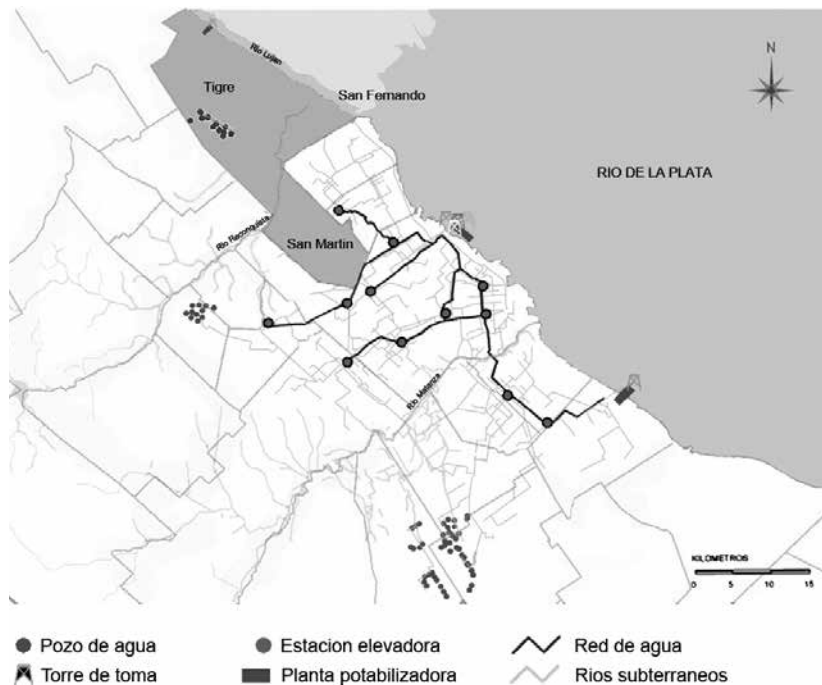 Rio Lujan
N
Tigre
San Fernando
RIO DE LA PLATA
Rio Reconquista
San Martin
Rio Matanza
KILOMETROS
0 5 10 15
Pozo de agua
Estacion elevadora
Red de agua
Torre de toma
Planta potabilizadora
Rios subterraneos